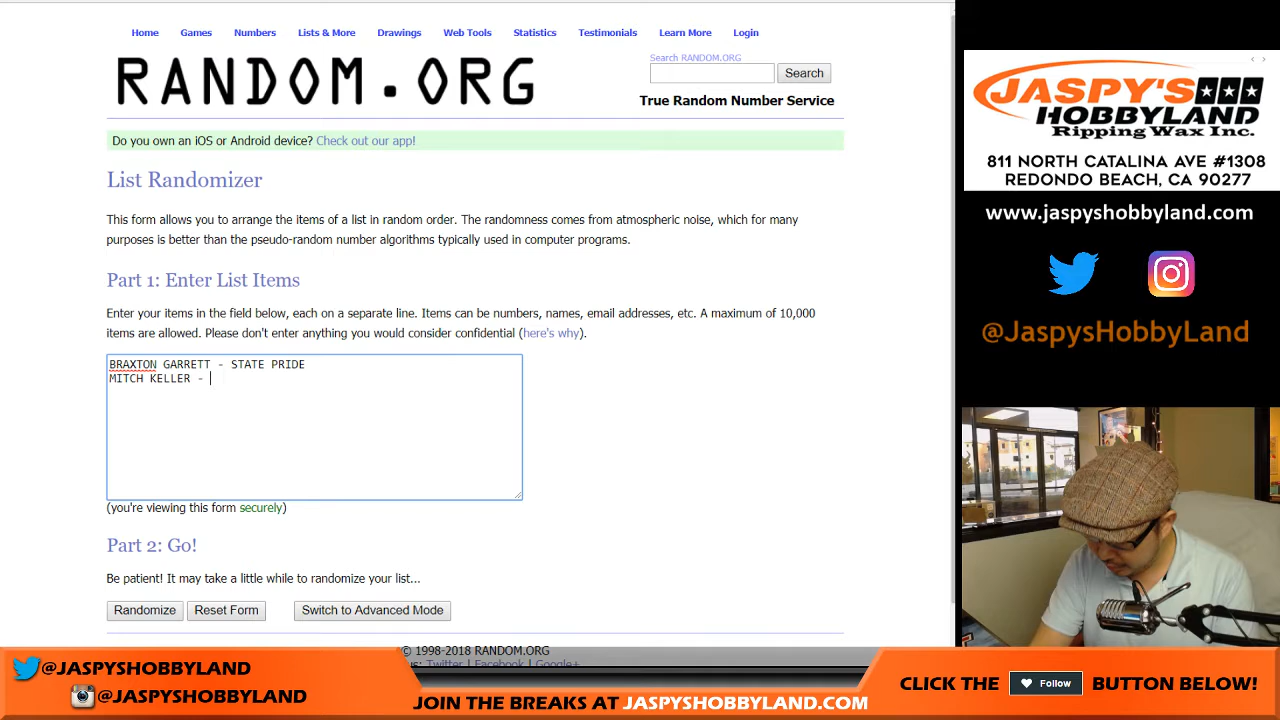 Home Games Numbers Lists & More Drawings Web Tools Statistics Testimonials Learn More Login
RANDOM.ORG
Search RANDOM.ORG
Search
True Random Number Service
Do you own an iOS or Android device? Check out our app!
List Randomizer
This form allows you to arrange the items of a list in random order. The randomness comes from atmospheric noise, which for many
purposes is better than the pseudo-random number algorithms typically used in computer programs.
Part 1: Enter List Items
Enter your items in the field below, each on a separate line. Items can be numbers, names, email addresses, etc. A maximum of 10,000
items are allowed. Please don't enter anything you would consider confidential (here's why).
BRAXTON GARRETT - STATE PRIDE
MITCH KELLER -
(you're viewing this form securely)
Part 2: Go!
Be patient! It may take a little while to randomize your list...
Randomize Reset Form Switch to Advanced Mode
© 1998-2018 RANDOM.ORG
us: Twitter | Facebook | Google+
JASPY'S
HOBBYLAND
Ripping Wax Inc.
811 NORTH CATALINA AVE #1308
REDONDO BEACH, CA 90277
www.jaspyshobbyland.com
@JaspysHobbyLand
@JASPYSHOBBYLAND
@JASPYSHOBBYLAND
JOIN THE BREAKS AT JASPYSHOBBYLAND.COM
CLICK THE Follow BUTTON BELOW!